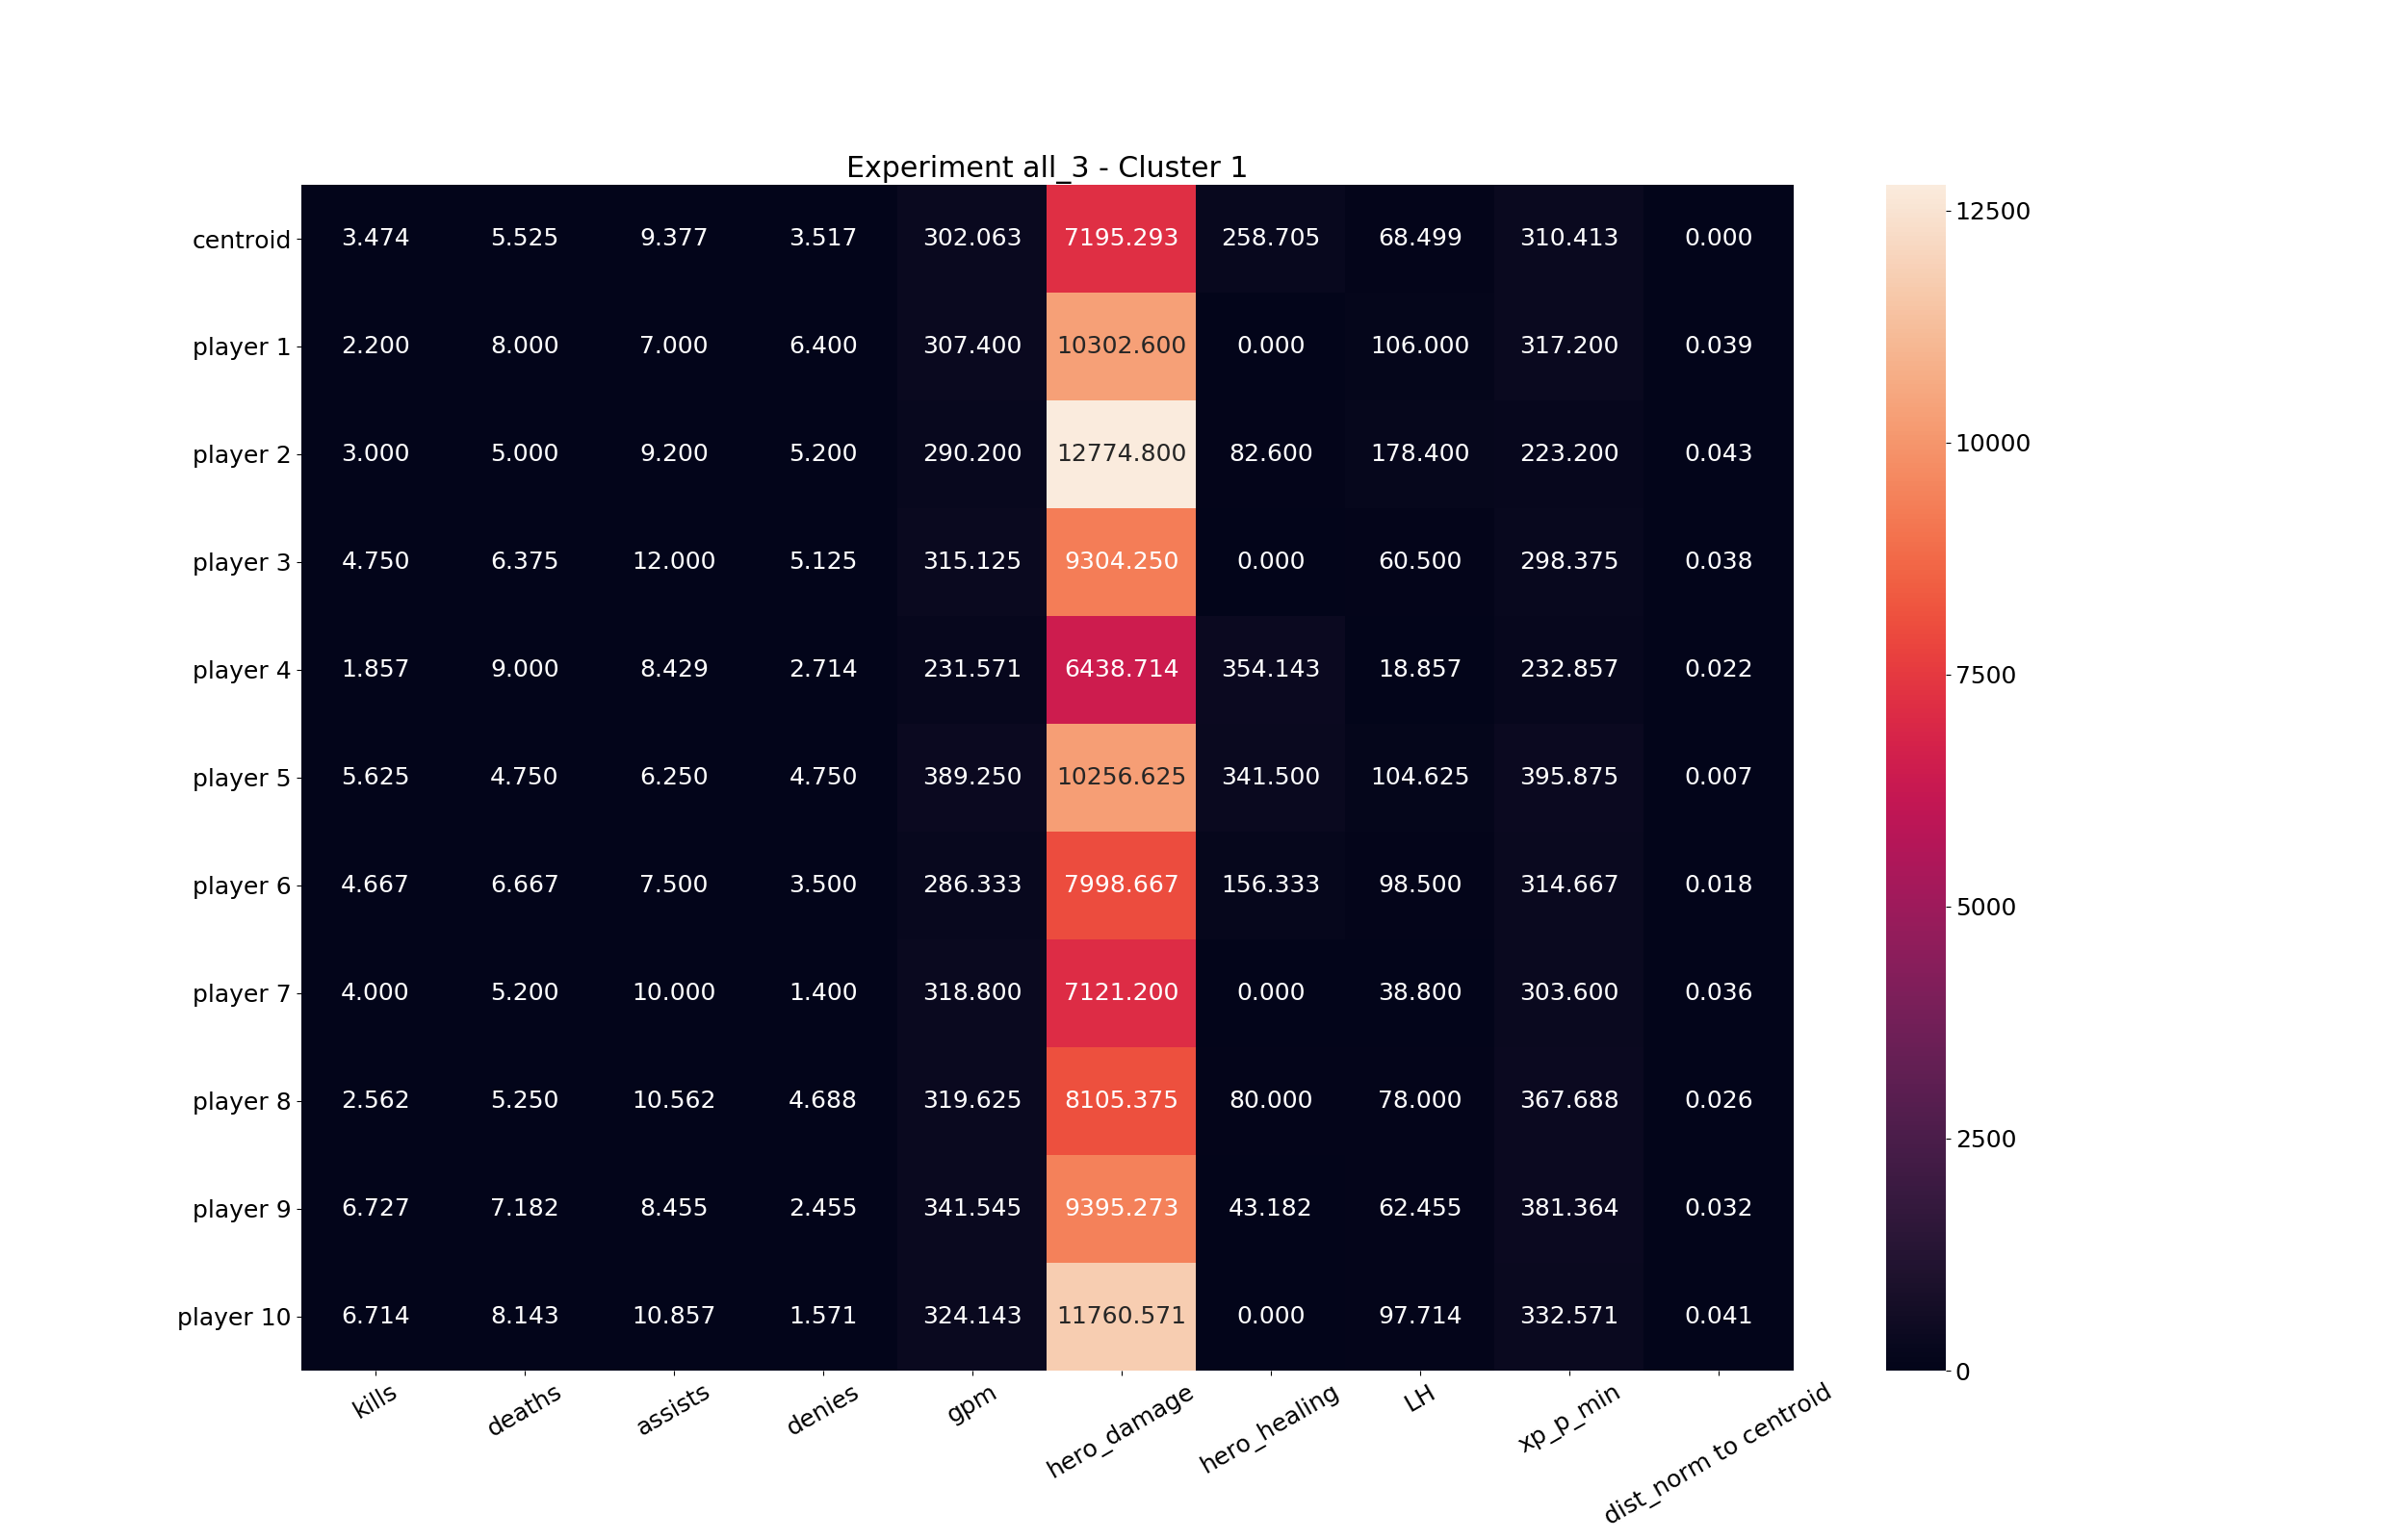 Experiment all_3 - Cluster 1
centroid 3.474 5.525 9.377 3.517 302.063 7195.293 258.705 68.499 310.413 0.000
player 1 2.200 8.000 7.000 6.400 307.400 10302.600 0.000 106.000 317.200 0.039
player 2 3.000 5.000 9.200 5.200 290.200 12774.800 82.600 178.400 223.200 0.043
player 3 4.750 6.375 12.000 5.125 315.125 9304.250 0.000 60.500 298.375 0.038
player 4 1.857 9.000 8.429 2.714 231.571 6438.714 354.143 18.857 232.857 0.022
player 5 5.625 4.750 6.250 4.750 389.250 10256.625 341.500 104.625 395.875 0.007
player 6 4.667 6.667 7.500 3.500 286.333 7998.667 156.333 98.500 314.667 0.018
player 7 4.000 5.200 10.000 1.400 318.800 7121.200 0.000 38.800 303.600 0.036
player 8 2.562 5.250 10.562 4.688 319.625 8105.375 80.000 78.000 367.688 0.026
player 9 6.727 7.182 8.455 2.455 341.545 9395.273 43.182 62.455 381.364 0.032
player 10 6.714 8.143 10.857 1.571 324.143 11760.571 0.000 97.714 332.571 0.041
kills deaths assists denies gpm hero_damage hero_healing LH xp_p_min dist_norm to centroid
12500
10000
7500
5000
2500
0